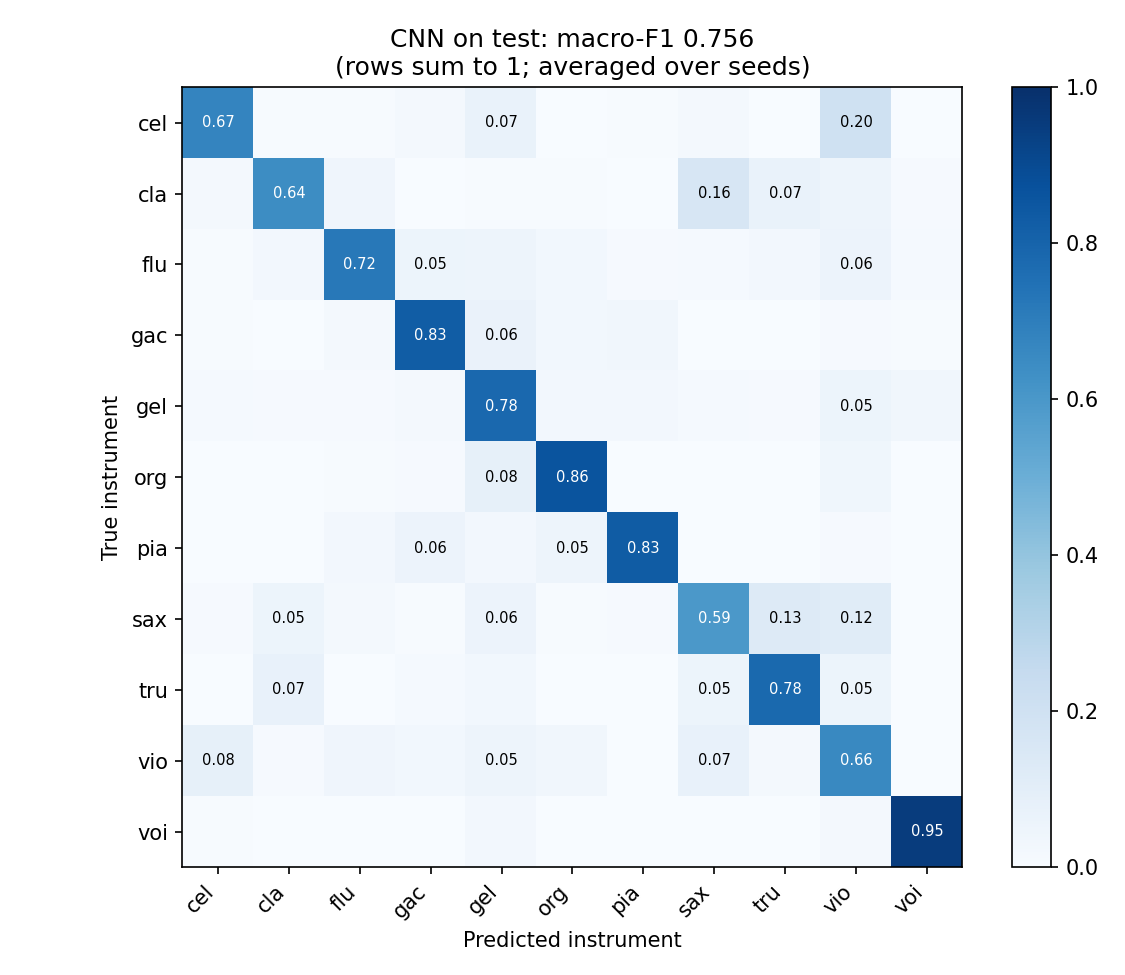 CNN on test: macro-F1 0.756
(rows sum to 1; averaged over seeds)
True instrument
cel 0.67 0.07 0.20
cla 0.64 0.16 0.07
flu 0.72 0.05 0.06
gac 0.83 0.06
gel 0.78 0.05
org 0.08 0.86
pia 0.06 0.05 0.83
sax 0.05 0.06 0.59 0.13 0.12
tru 0.07 0.05 0.78 0.05
vio 0.08 0.05 0.07 0.66
voi 0.95
cel cla flu gac gel org pia sax tru vio voi
Predicted instrument
1.0
0.8
0.6
0.4
0.2
0.0